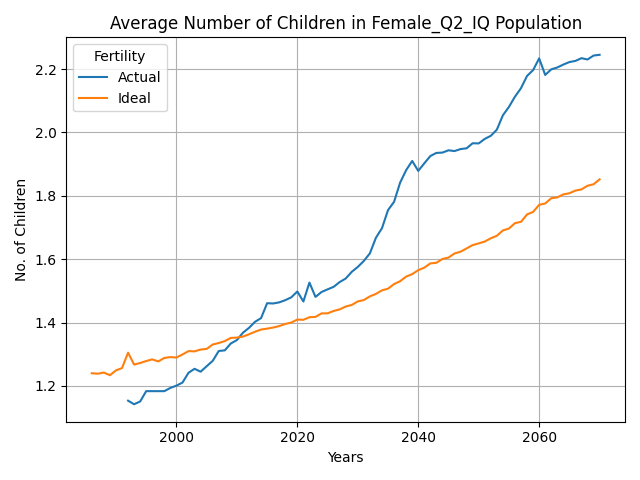 Average Number of Children in Female_Q2_IQ Population
Fertility
Actual
Ideal
No. of Children
2.2
2.0
1.8
1.6
1.4
1.2
2000
2020
2040
2060
Years